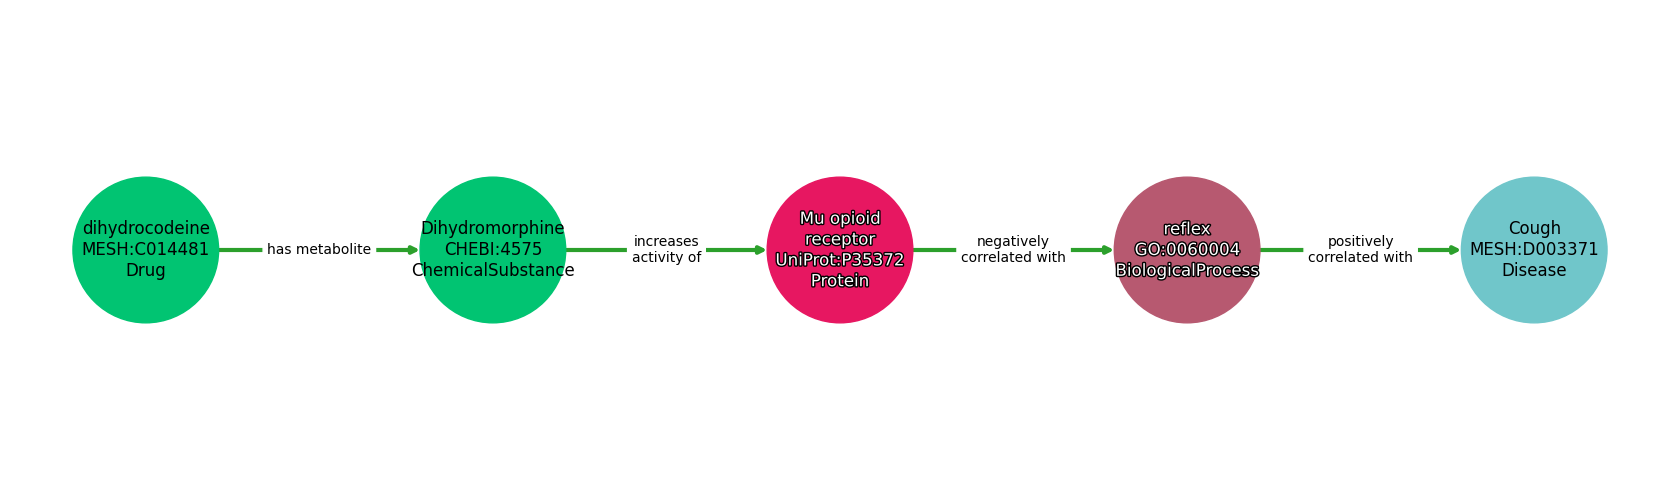 dihydrocodeine
MESH:C014481
Drug
has metabolite
Dihydromorphine
CHEBI:4575
ChemicalSubstance
increases
activity of
Mu opioid
receptor
UniProt:P35372
Protein
negatively
correlated with
reflex
GO:0060004
BiologicalProcess
positively
correlated with
Cough
MESH:D003371
Disease